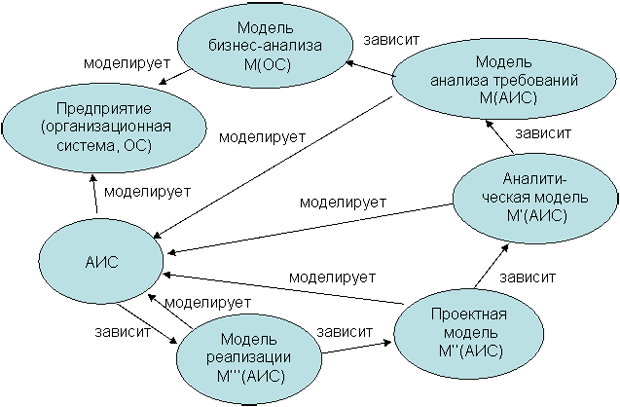 Модель
бизнес-анализа
М(ОС)
зависит
моделирует
Модель
анализа требований
М(АИС)
Предприятие
(организационная
система, ОС)
моделирует
зависит
моделирует
Аналити-
ческая модель
М'(АИС)
моделирует
АИС
моделирует
зависит
моделирует
зависит
Модель
реализации
М'''(АИС)
зависит
Проектная
модель
М''(АИС)